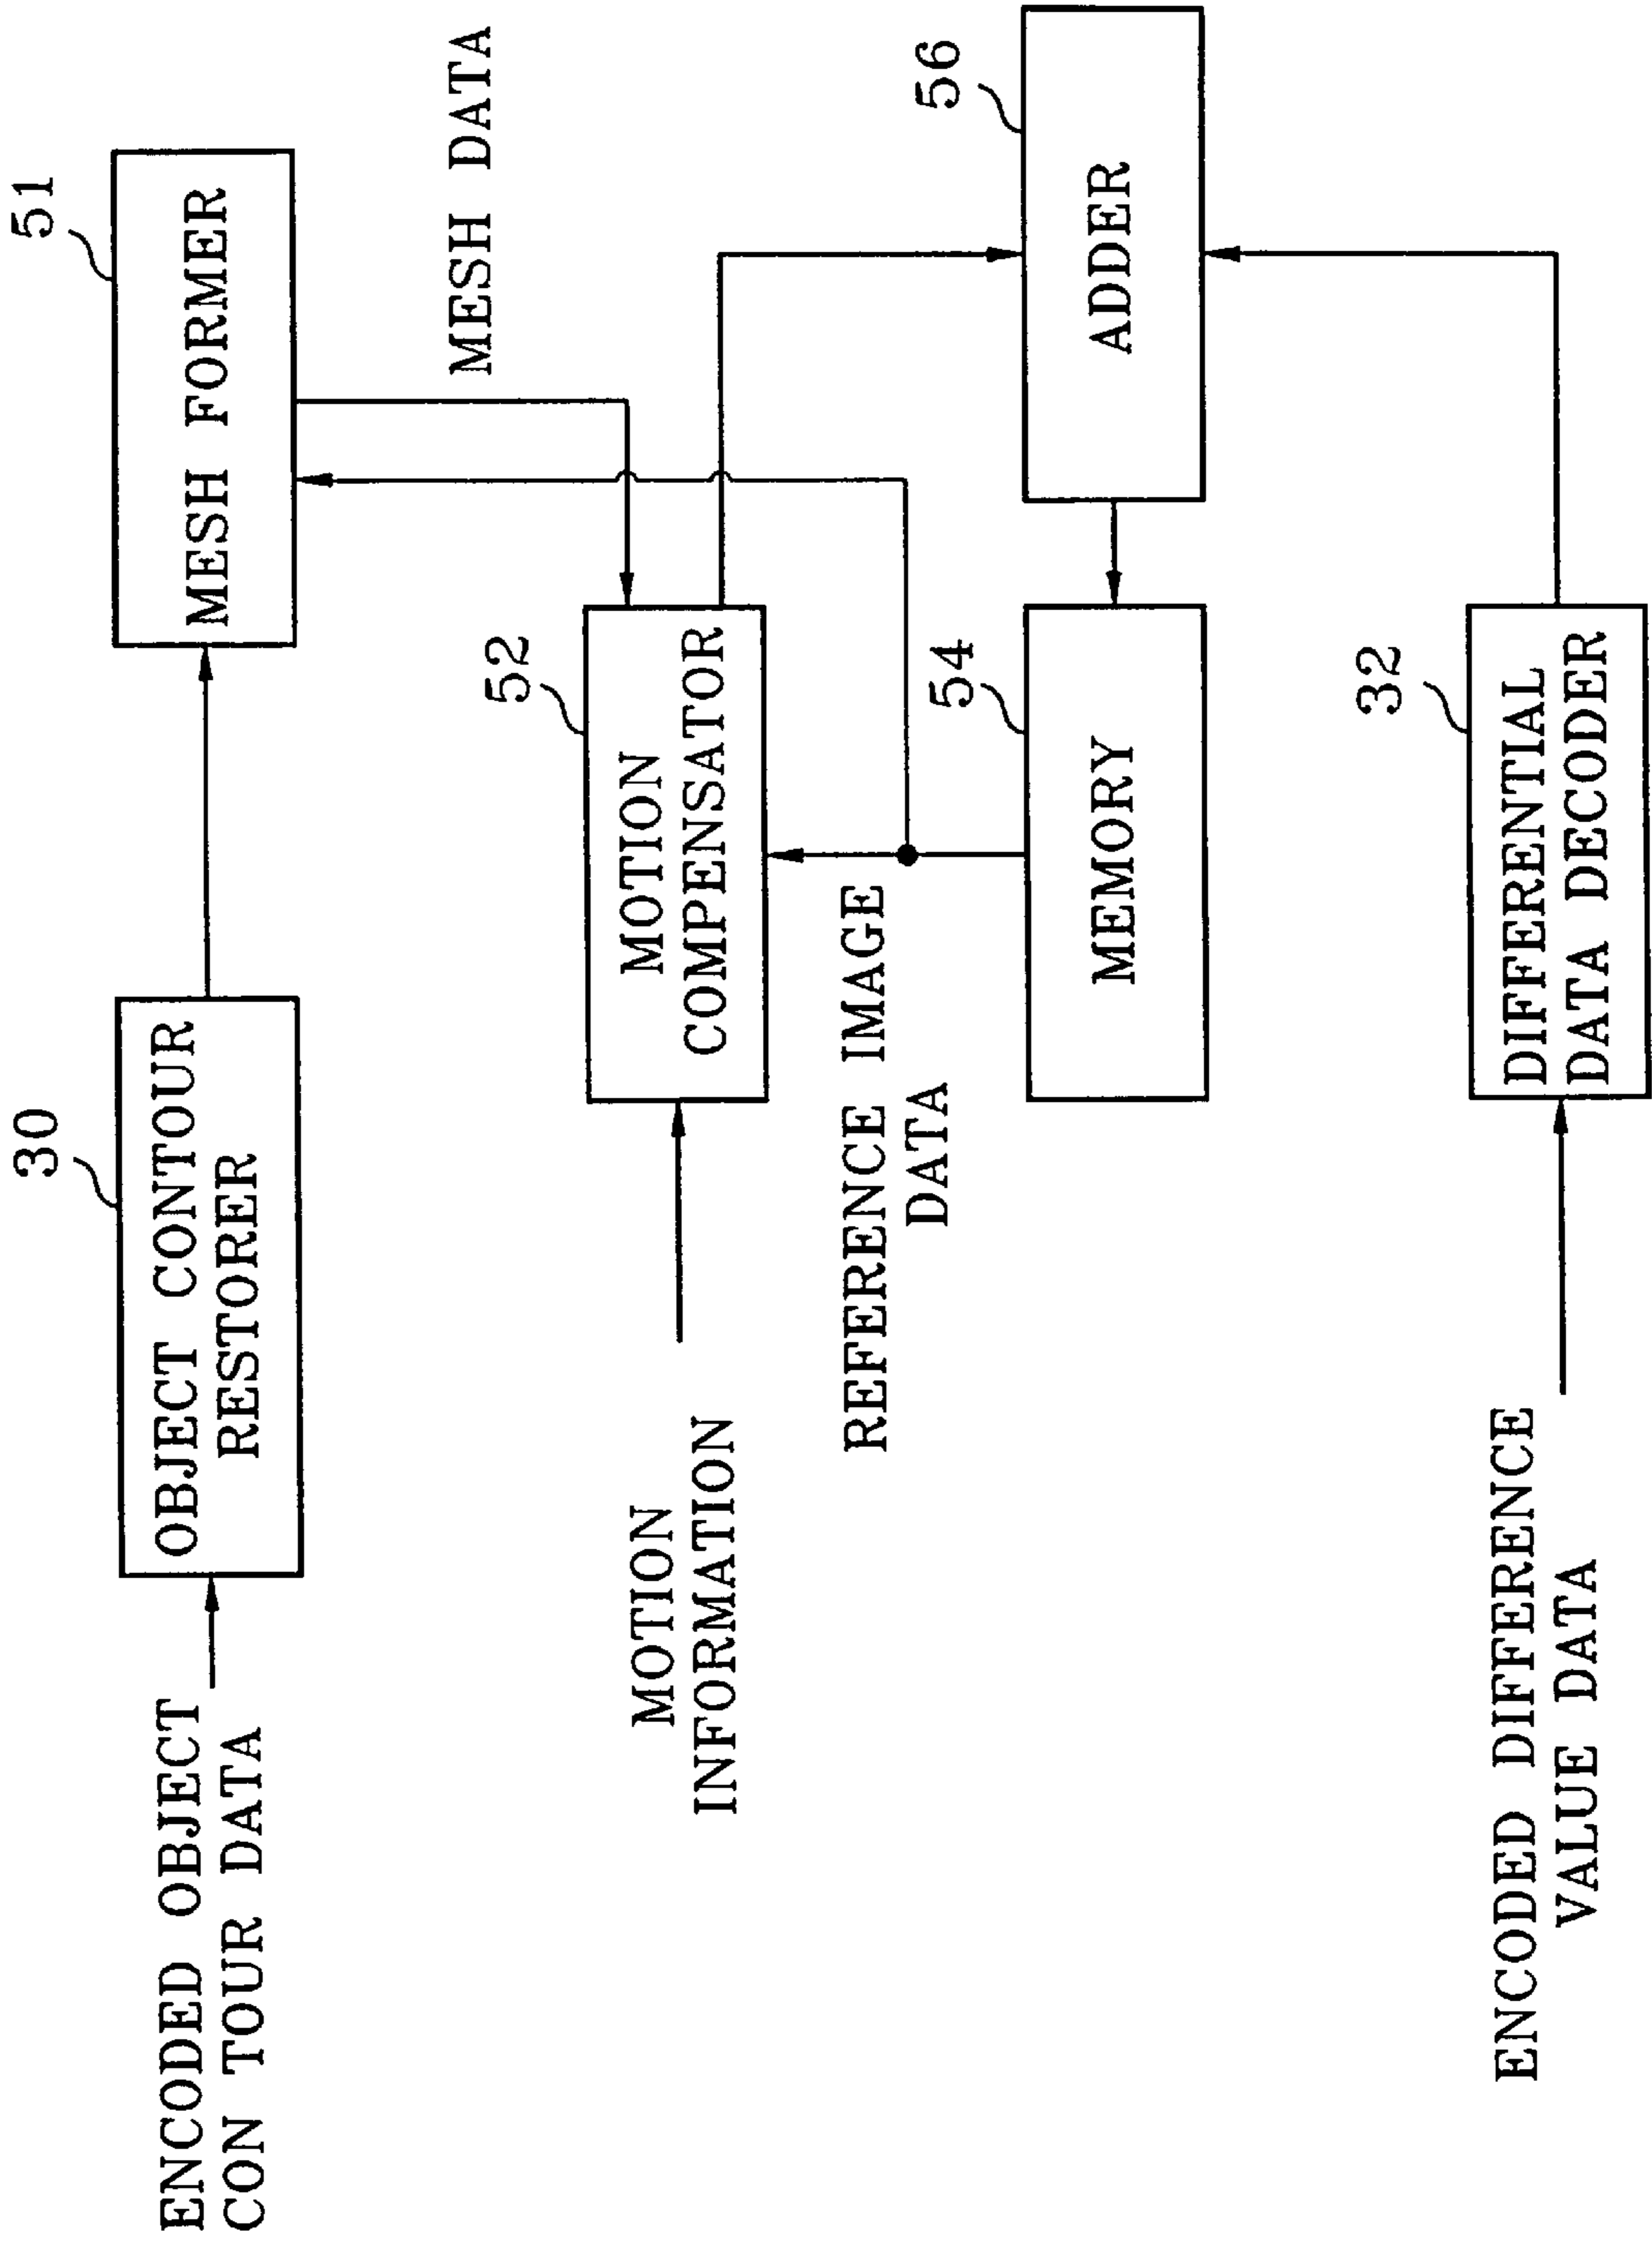 30
51
ENCODED OBJECT
CON TOUR DATA
OBJECT CONTOUR
RESTORER
MESH FORMER
MESH DATA
52
MOTION
INFORMATION
MOTION
COMPENSATOR
REFERENCE IMAGE
DATA
54
56
MEMORY
ADDER
32
ENCODED DIFFERENCE
VALUE DATA
DIFFERENTIAL
DATA DECODER